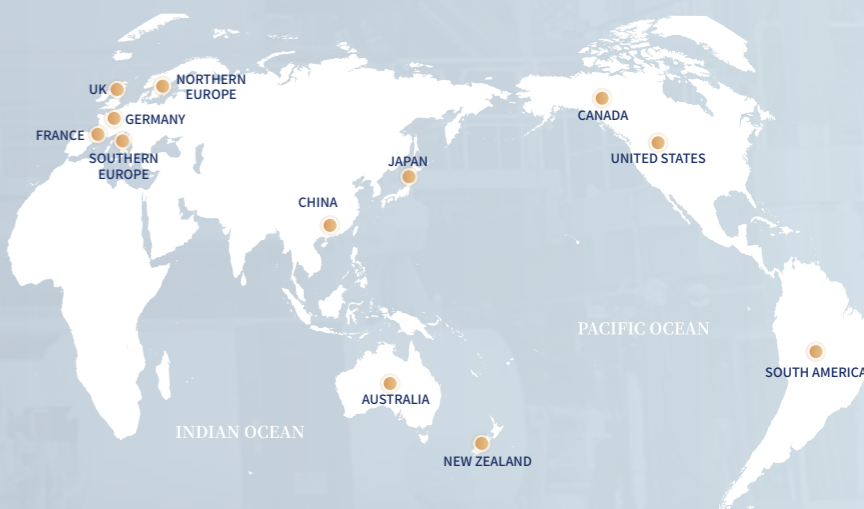 UK
NORTHERN
EUROPE
GERMANY
FRANCE
SOUTHERN
EUROPE
CANADA
UNITED STATES
JAPAN
CHINA
PACIFIC OCEAN
SOUTH AMERICA
AUSTRALIA
INDIAN OCEAN
NEW ZEALAND